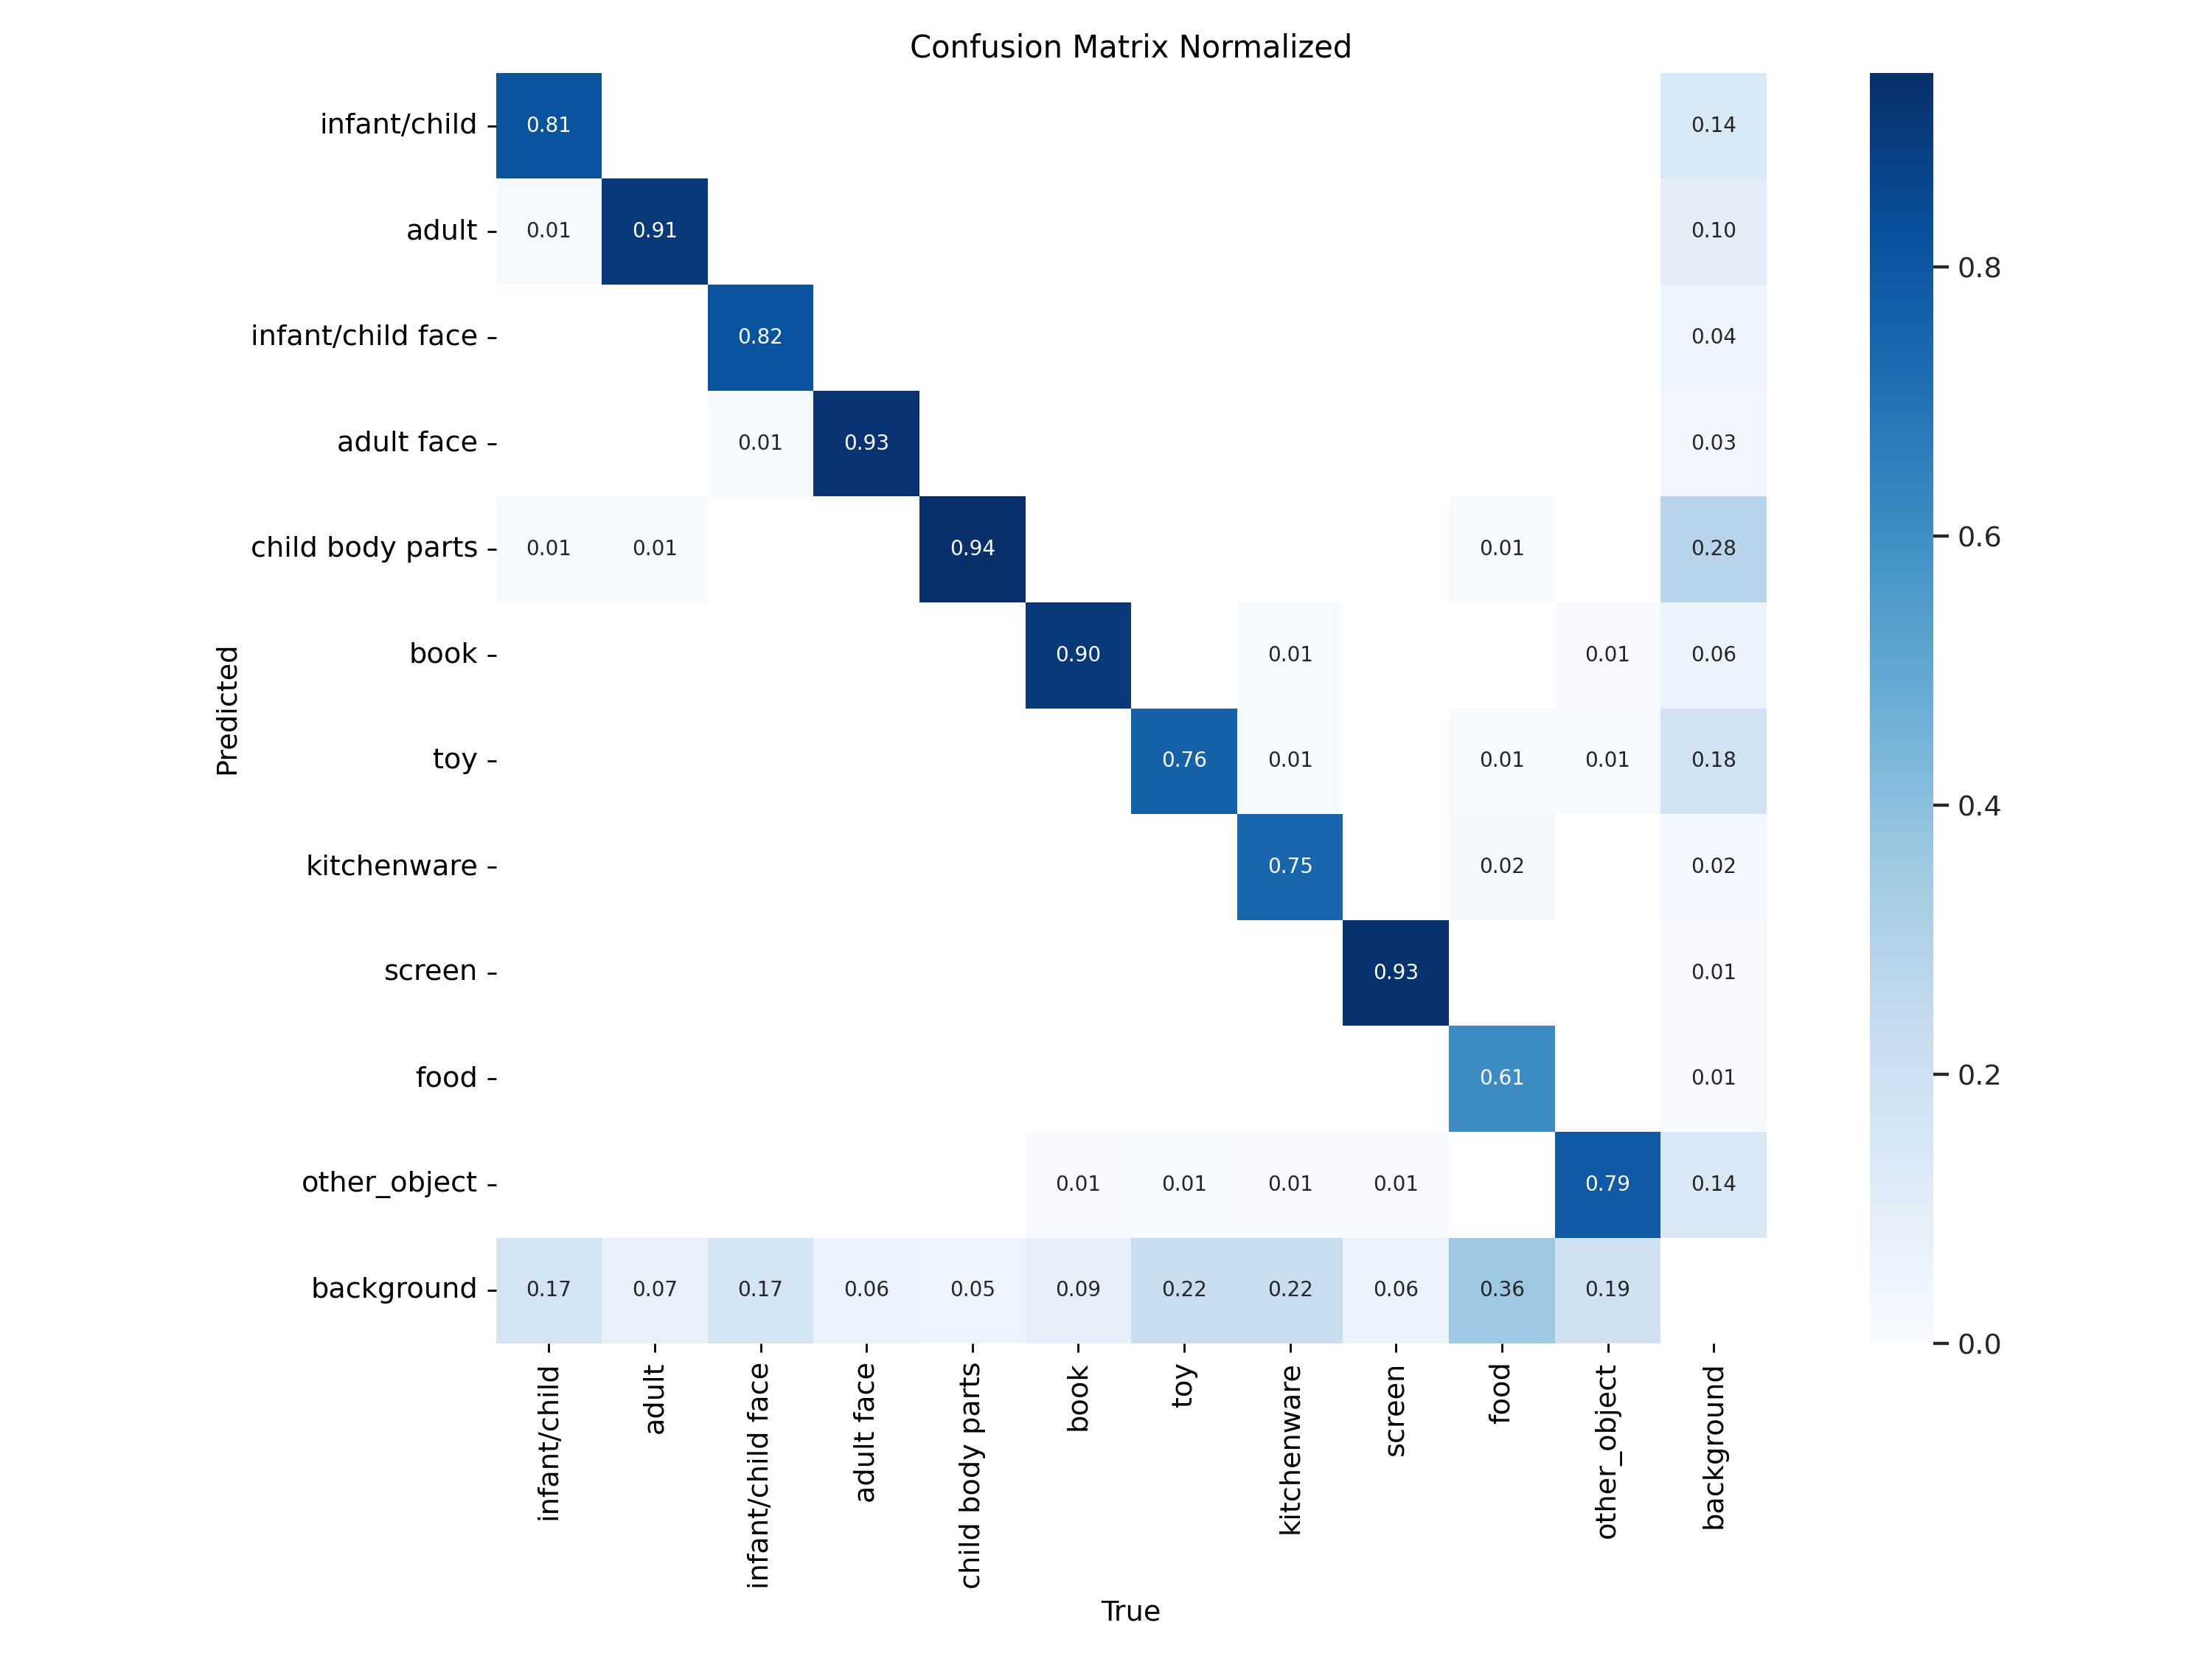 Confusion Matrix Normalized
infant/child 0.81 0.14
adult 0.01 0.91 0.10
infant/child face 0.82 0.04
adult face 0.01 0.93 0.03
child body parts 0.01 0.01 0.94 0.01 0.28
book 0.90 0.01 0.01 0.06
toy 0.76 0.01 0.01 0.01 0.18
kitchenware 0.75 0.02 0.02
screen 0.93 0.01
food 0.61 0.01
other_object 0.01 0.01 0.01 0.01 0.79 0.14
background 0.17 0.07 0.17 0.06 0.05 0.09 0.22 0.22 0.06 0.36 0.19
Predicted
infant/child
adult
infant/child face
adult face
child body parts
book
toy
kitchenware
screen
food
other_object
background
True
0.8
0.6
0.4
0.2
0.0